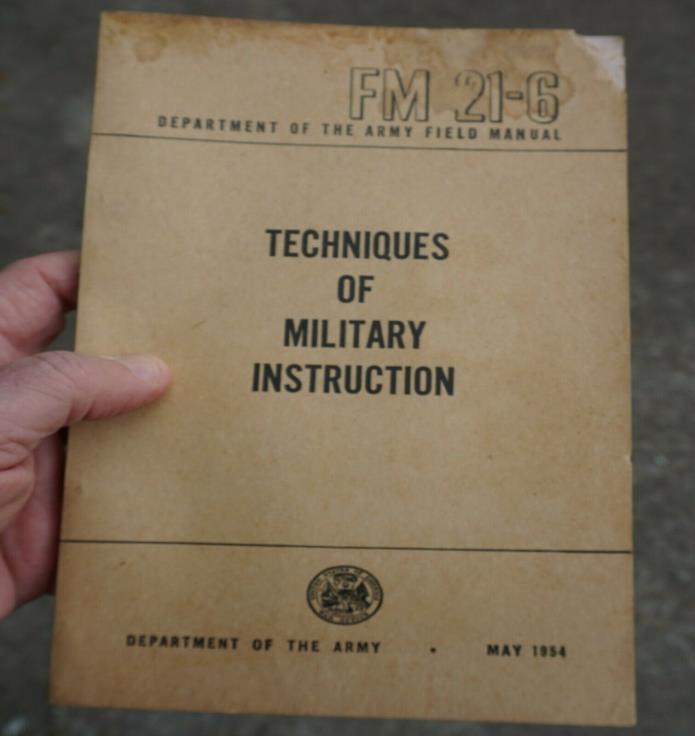 FM 21-6
DEPARTMENT OF THE ARMY FIELD MANUAL
TECHNIQUES
OF
MILITARY
INSTRUCTION
DEPARTMENT OF THE ARMY • MAY 1954